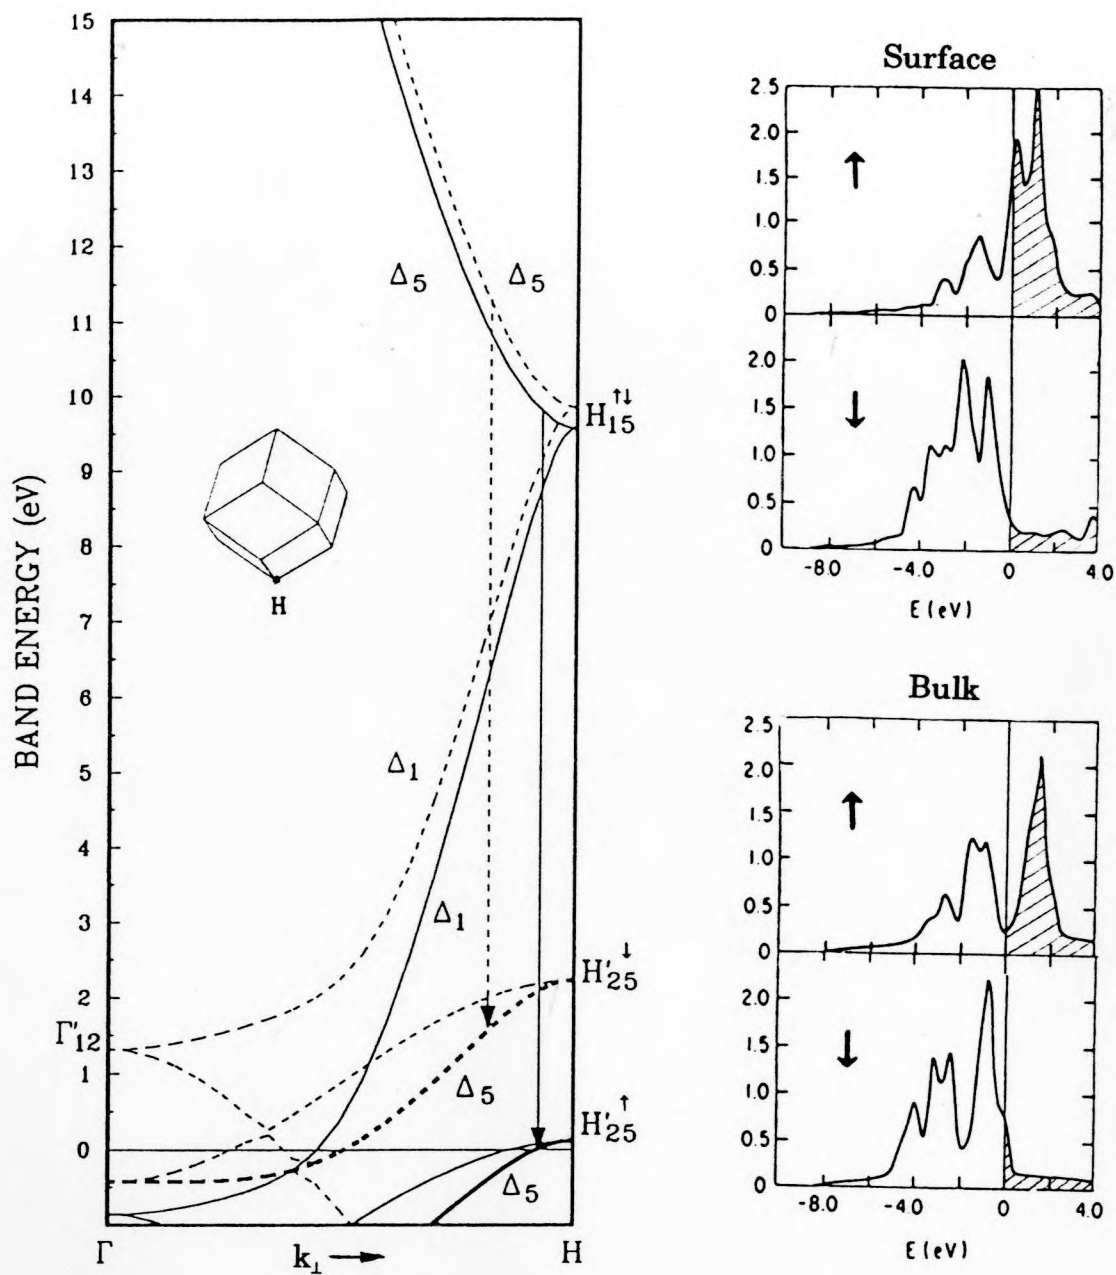 BAND ENERGY (eV)
15
14
13
12
11
10
9
8
7
6
5
4
3
2
1
0
Γ′12
Δ5
Δ5
H15↑↓
H
Δ1
Δ1
H′25↓
Δ5
H′25↑
Δ5
Γ
k⊥
H
Surface
2.5
2.0
1.5
1.0
0.5
0
↑
2.0
1.5
1.0
0.5
0
↓
-8.0
-4.0
0
4.0
E (eV)
Bulk
2.5
2.0
1.5
1.0
0.5
0
↑
2.0
1.5
1.0
0.5
0
↓
-8.0
-4.0
0
4.0
E (eV)